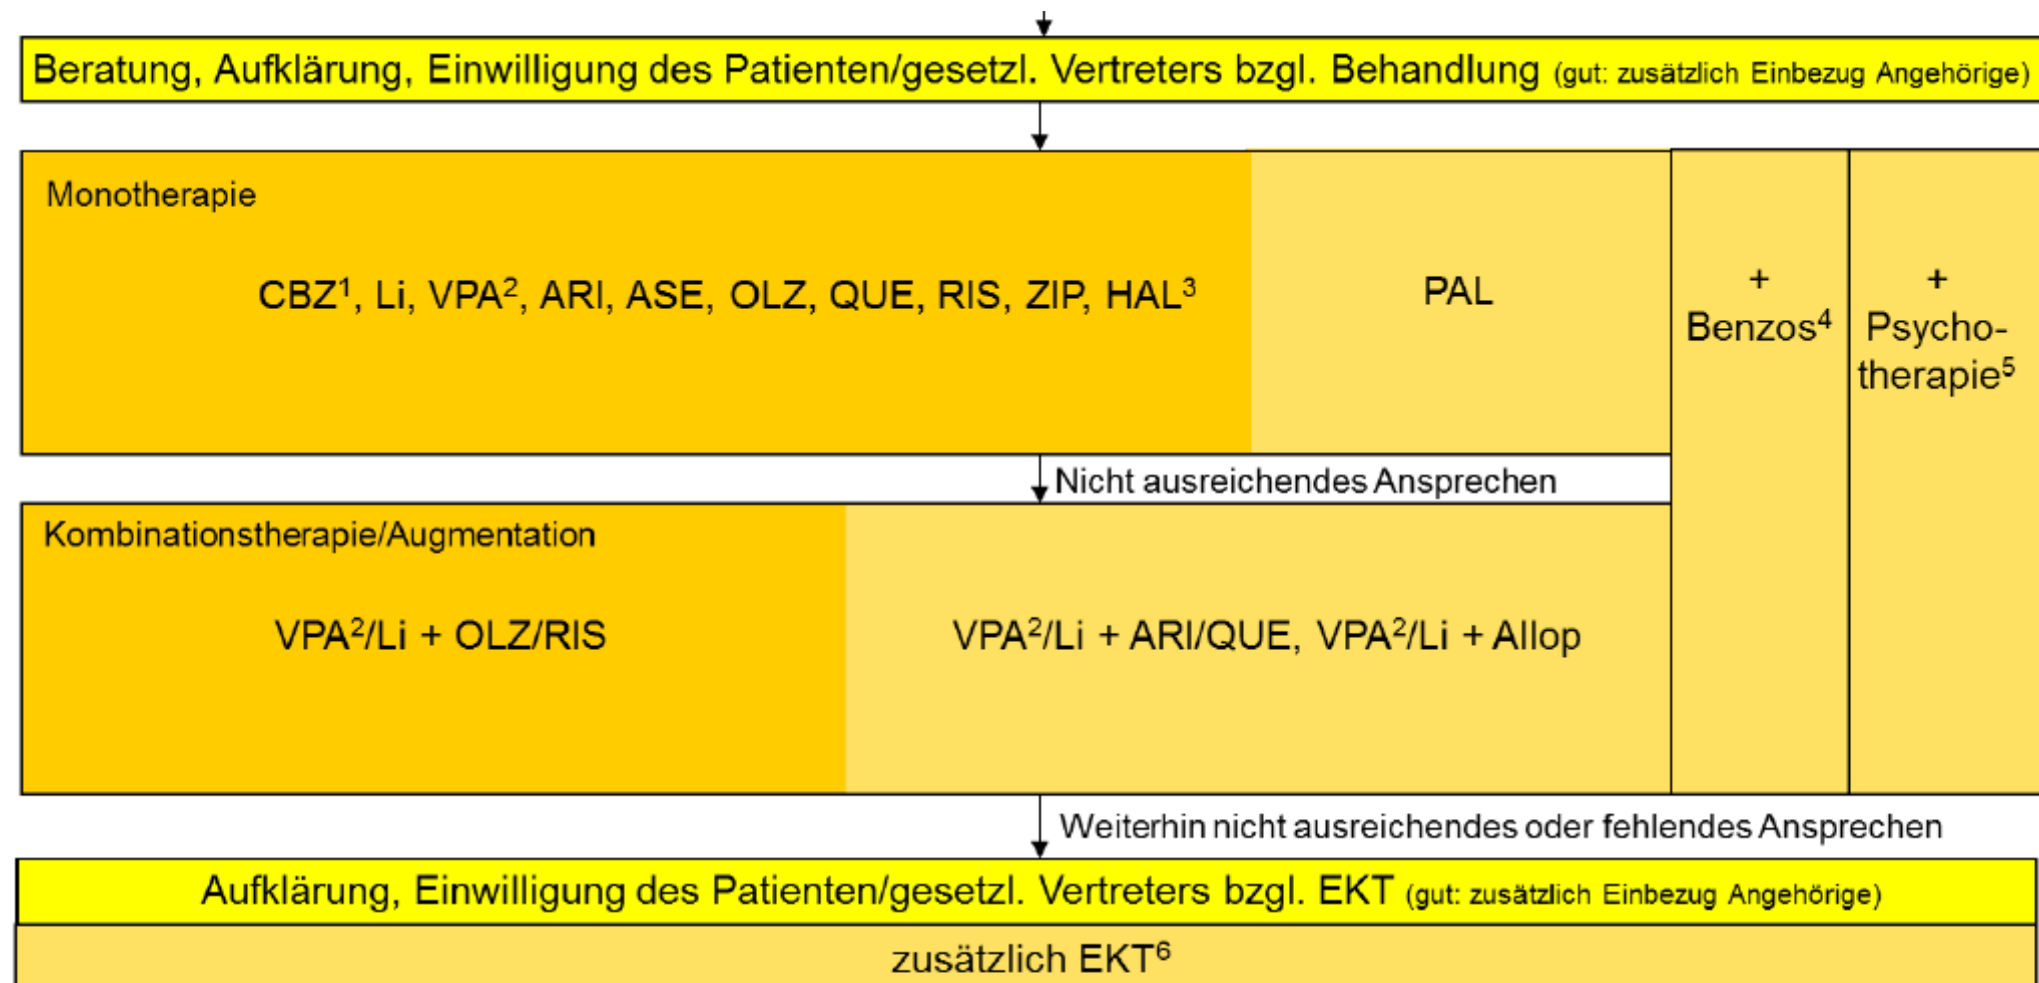 Beratung, Aufklärung, Einwilligung des Patienten/gesetzl. Vertreters bzgl. Behandlung (gut: zusätzlich Einbezug Angehörige)
Monotherapie
CBZ¹, Li, VPA², ARI, ASE, OLZ, QUE, RIS, ZIP, HAL³
PAL
+
Benzos⁴
+
Psycho-
therapie⁵
Nicht ausreichendes Ansprechen
Kombinationstherapie/Augmentation
VPA²/Li + OLZ/RIS
VPA²/Li + ARI/QUE, VPA²/Li + Allop
Weiterhin nicht ausreichendes oder fehlendes Ansprechen
Aufklärung, Einwilligung des Patienten/gesetzl. Vertreters bzgl. EKT (gut: zusätzlich Einbezug Angehörige)
zusätzlich EKT⁶